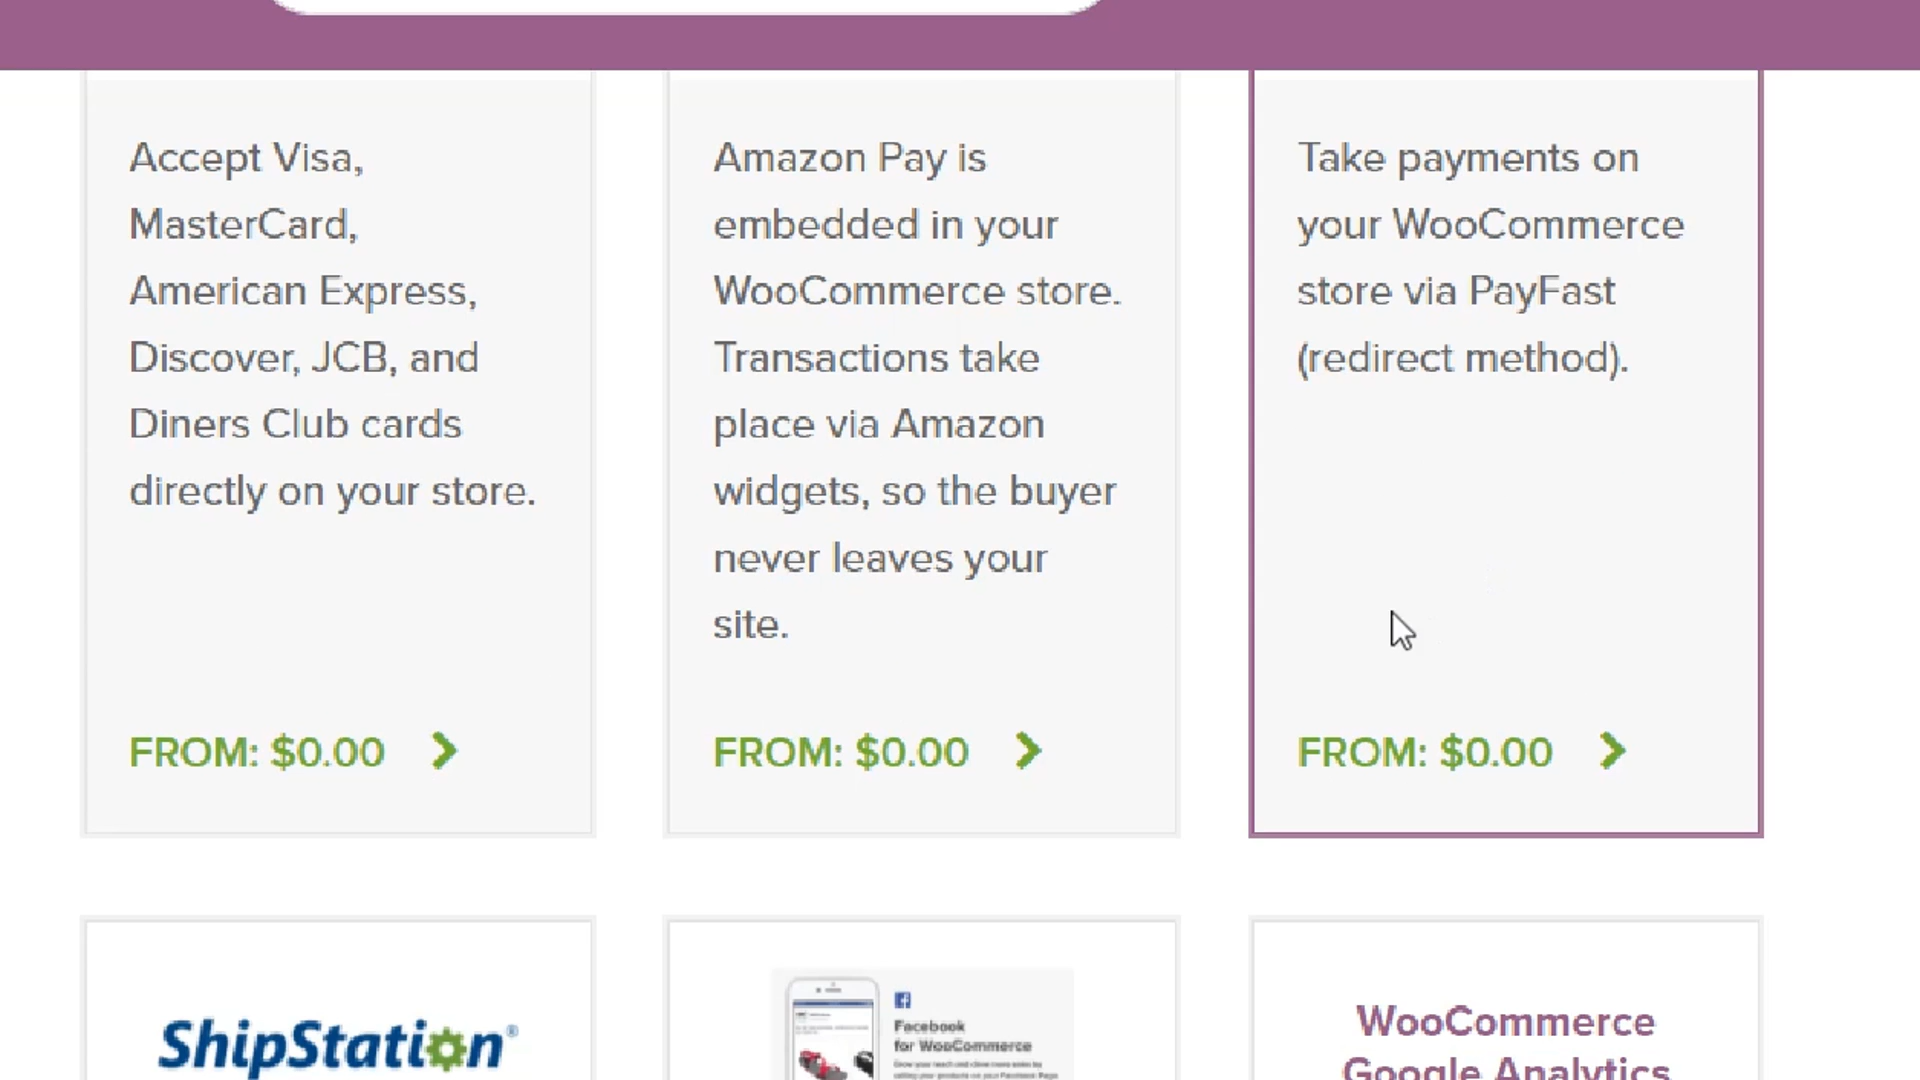 Accept Visa,
MasterCard,
American Express,
Discover, JCB, and
Diners Club cards
directly on your store.
FROM: $0.00
Amazon Pay is
embedded in your
WooCommerce store.
Transactions take
place via Amazon
widgets, so the buyer
never leaves your
site.
FROM: $0.00
Take payments on
your WooCommerce
store via PayFast
(redirect method).
FROM: $0.00
ShipStation®
Facebook
for WooCommerce
WooCommerce
Google Analytics